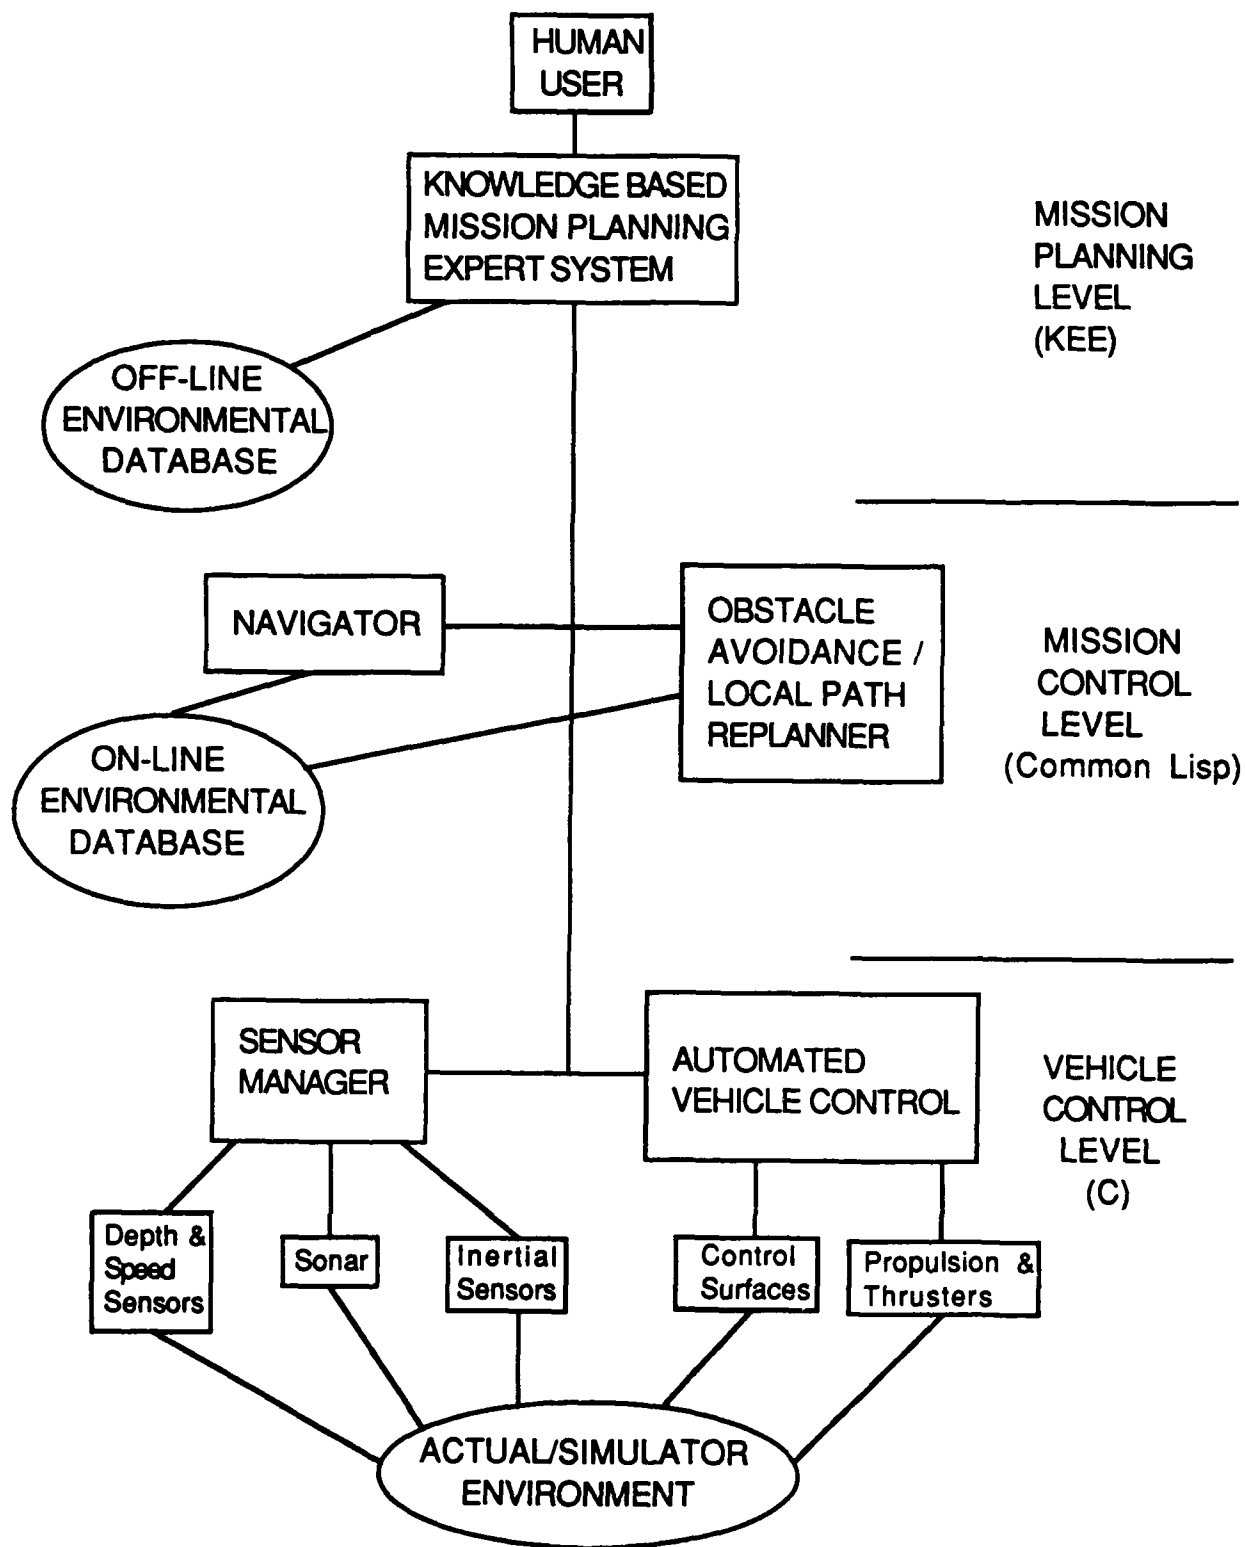 HUMAN
USER
KNOWLEDGE BASED
MISSION PLANNING
EXPERT SYSTEM
MISSION
PLANNING
LEVEL
(KEE)
OFF-LINE
ENVIRONMENTAL
DATABASE
NAVIGATOR
OBSTACLE
AVOIDANCE /
LOCAL PATH
REPLANNER
MISSION
CONTROL
LEVEL
(Common Lisp)
ON-LINE
ENVIRONMENTAL
DATABASE
SENSOR
MANAGER
AUTOMATED
VEHICLE CONTROL
VEHICLE
CONTROL
LEVEL
(C)
Depth &
Speed
Sensors
Sonar
Inertial
Sensors
Control
Surfaces
Propulsion &
Thrusters
ACTUAL/SIMULATOR
ENVIRONMENT